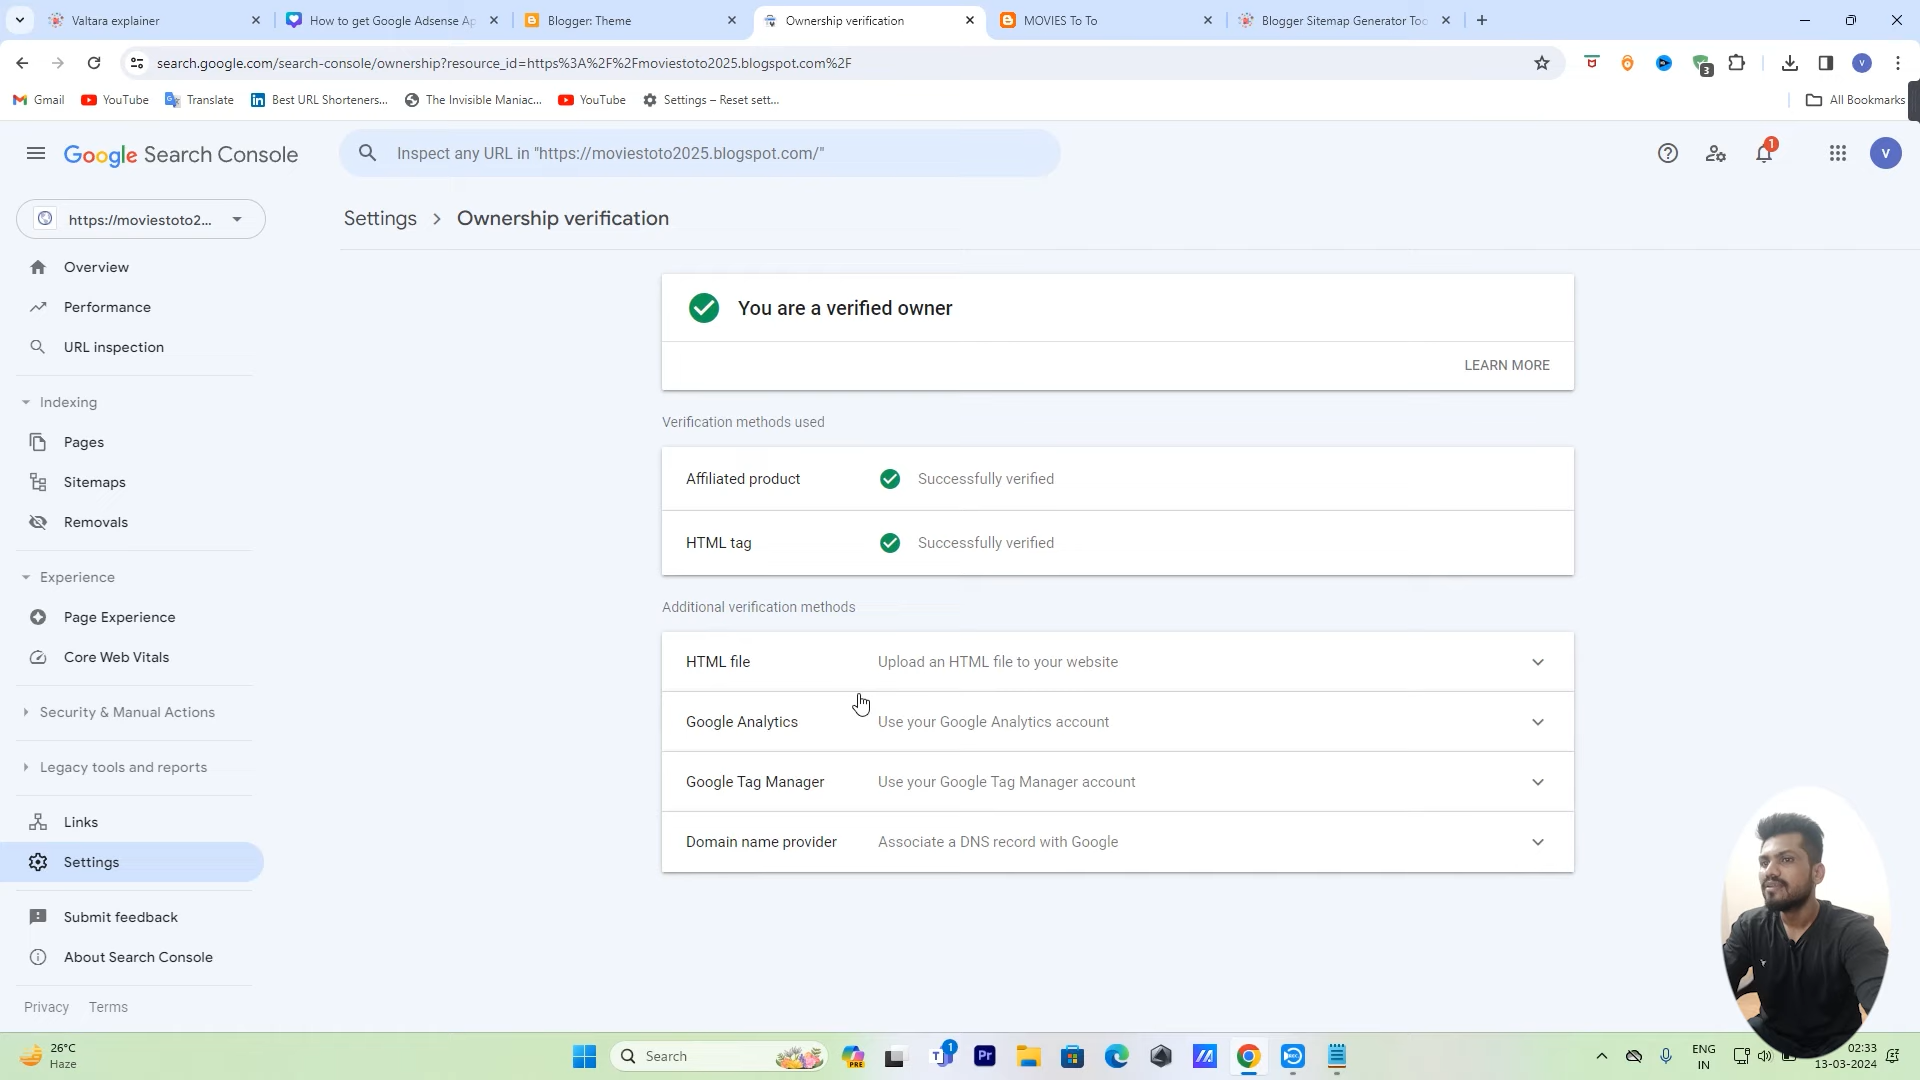 Valtara explainer
How to get Google Adsense Ap
Blogger: Theme
Ownership verification
MOVIES To To
Blogger Sitemap Generator Too
search.google.com/search-console/ownership?resource_id=https%3A%2F%2Fmoviestoto2025.blogspot.com%2F
3
V
Gmail
YouTube
Translate
Best URL Shorteners...
The Invisible Maniac...
YouTube
Settings – Reset sett...
All Bookmarks
Google Search Console
Inspect any URL in "https://moviestoto2025.blogspot.com/"
1
V
https://moviestoto2...
Settings
Ownership verification
Overview
Performance
URL inspection
Indexing
Pages
Sitemaps
Removals
Experience
Page Experience
Core Web Vitals
Security & Manual Actions
Legacy tools and reports
Links
Settings
Submit feedback
About Search Console
Privacy
Terms
You are a verified owner
LEARN MORE
Verification methods used
Affiliated product
Successfully verified
HTML tag
Successfully verified
Additional verification methods
HTML file
Upload an HTML file to your website
Google Analytics
Use your Google Analytics account
Google Tag Manager
Use your Google Tag Manager account
Domain name provider
Associate a DNS record with Google
26°C
Haze
Search
PRE
1
Pr
ENG
IN
02:33
13-03-2024